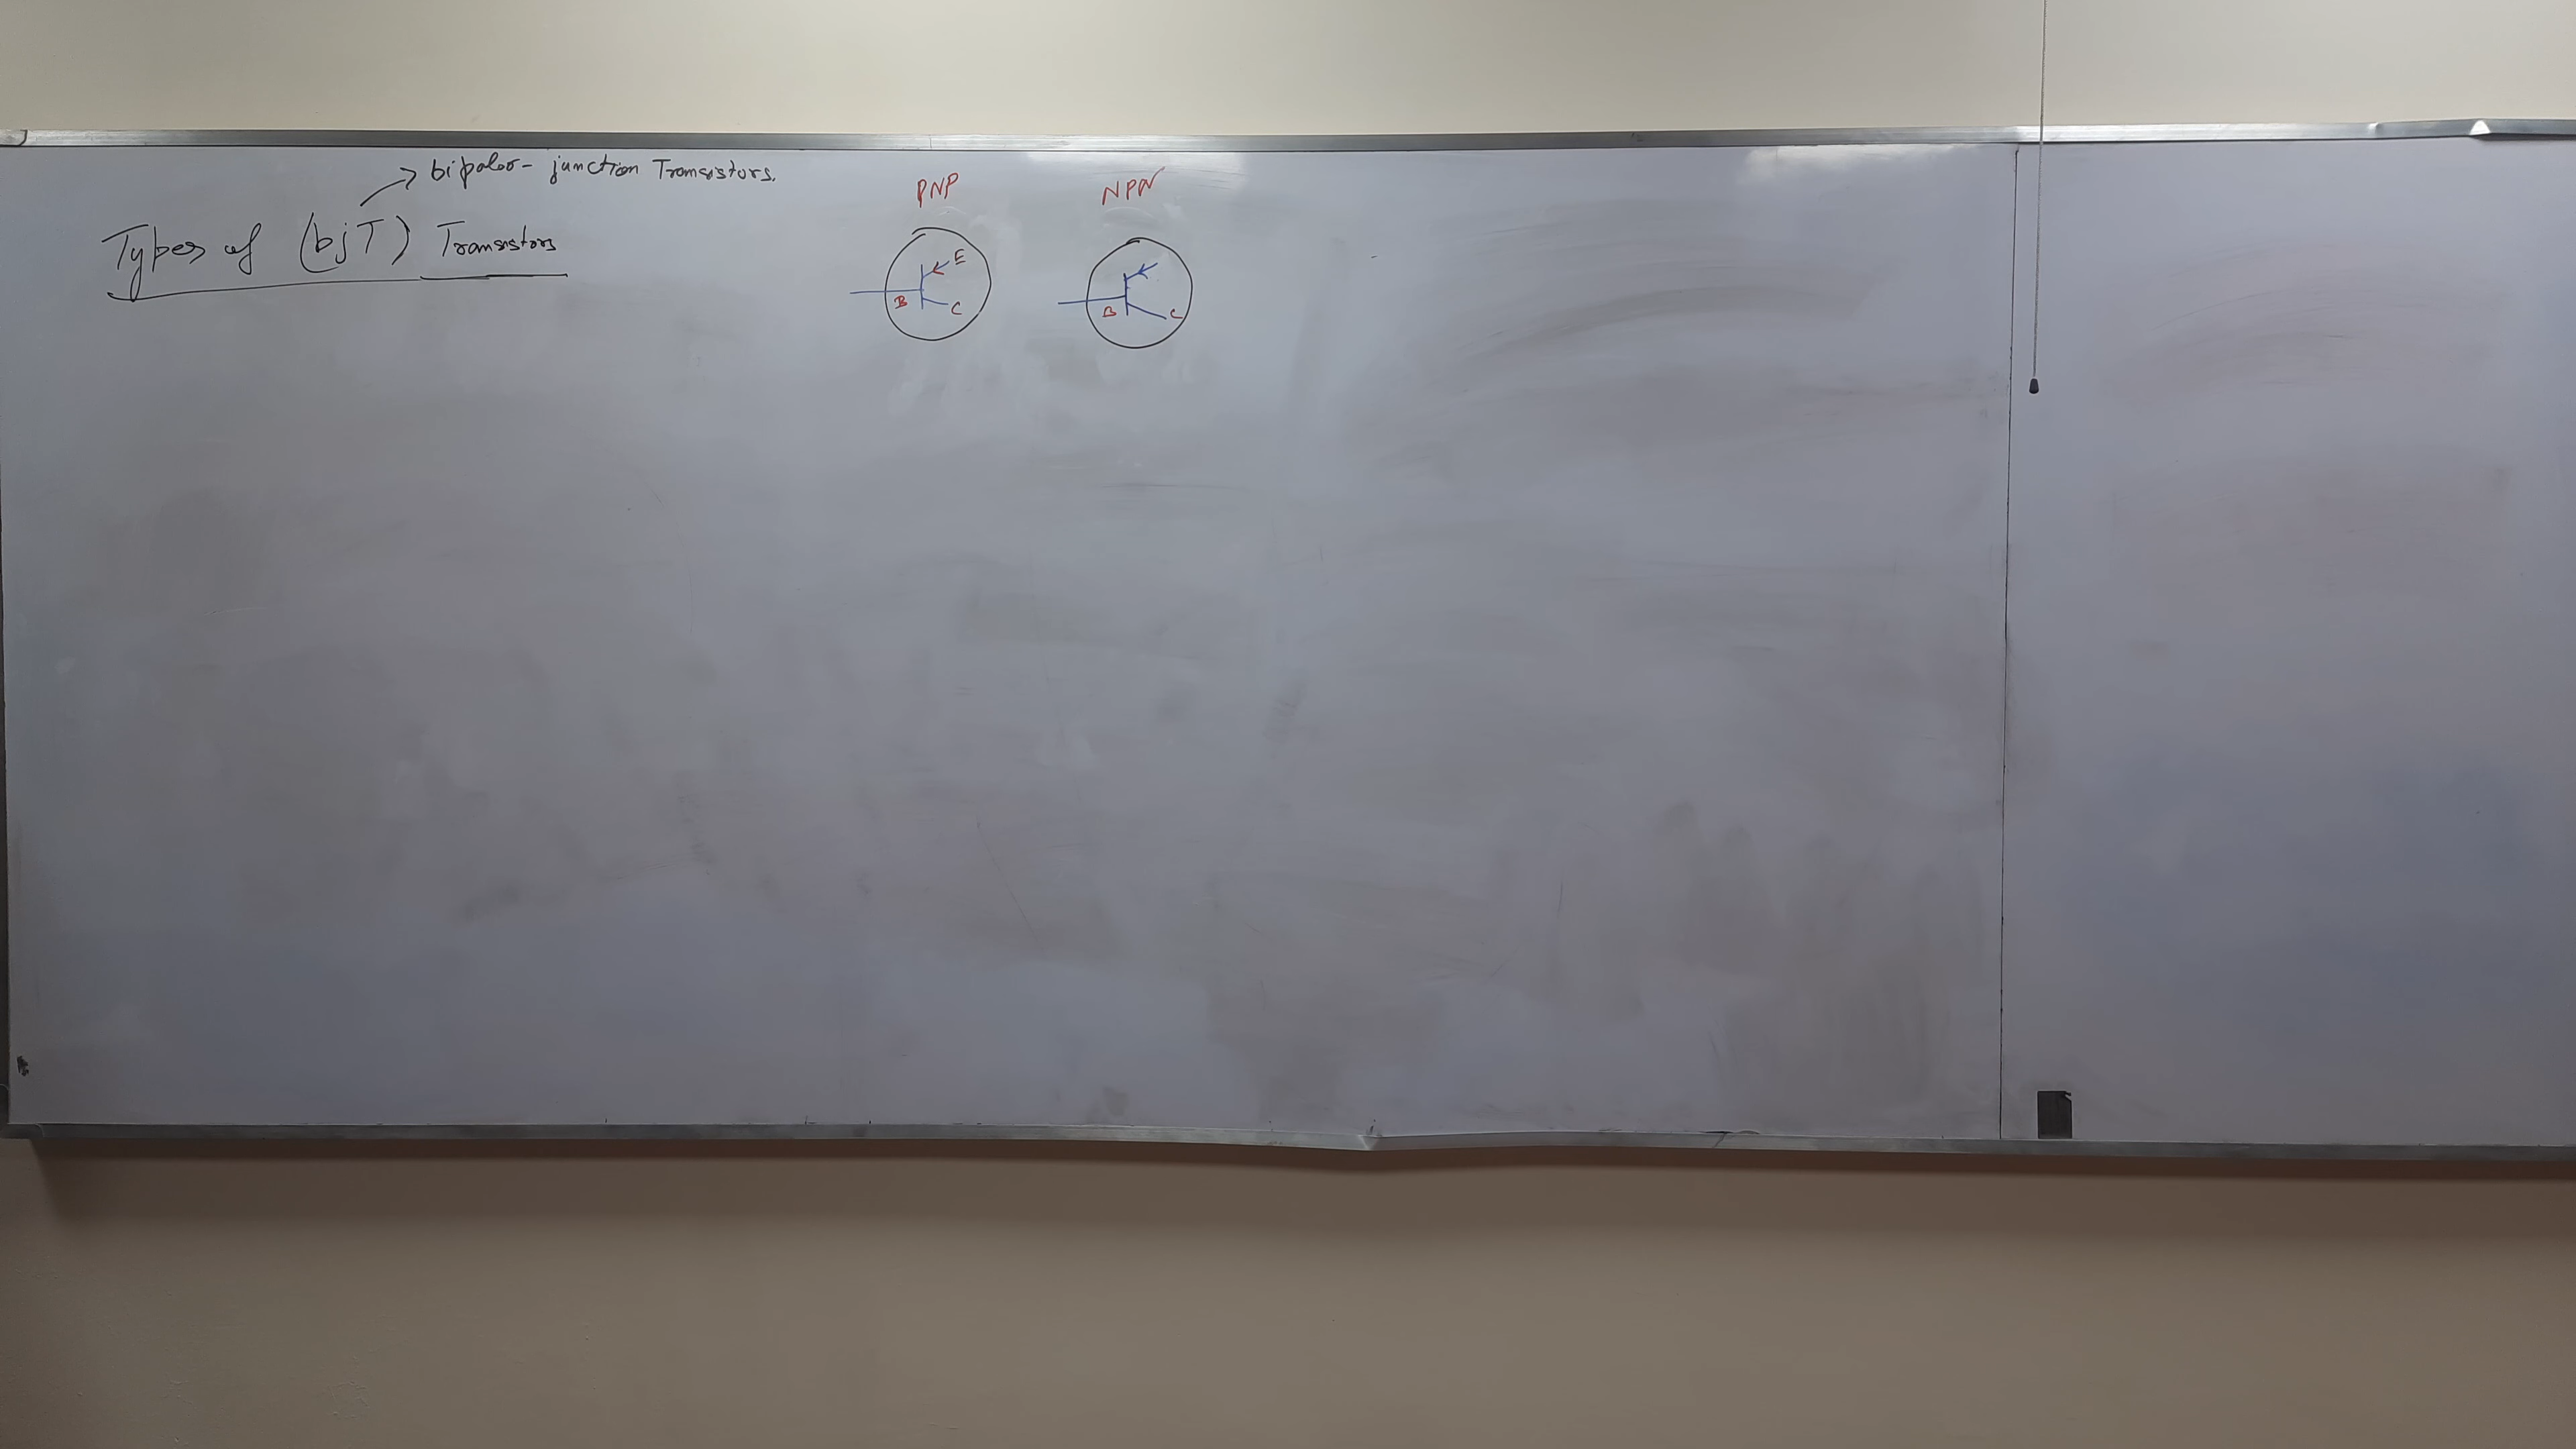 bipolar - junction Transistors.
Types of (bjT) Transistors
PNP
NPN
E
B
C
B
C